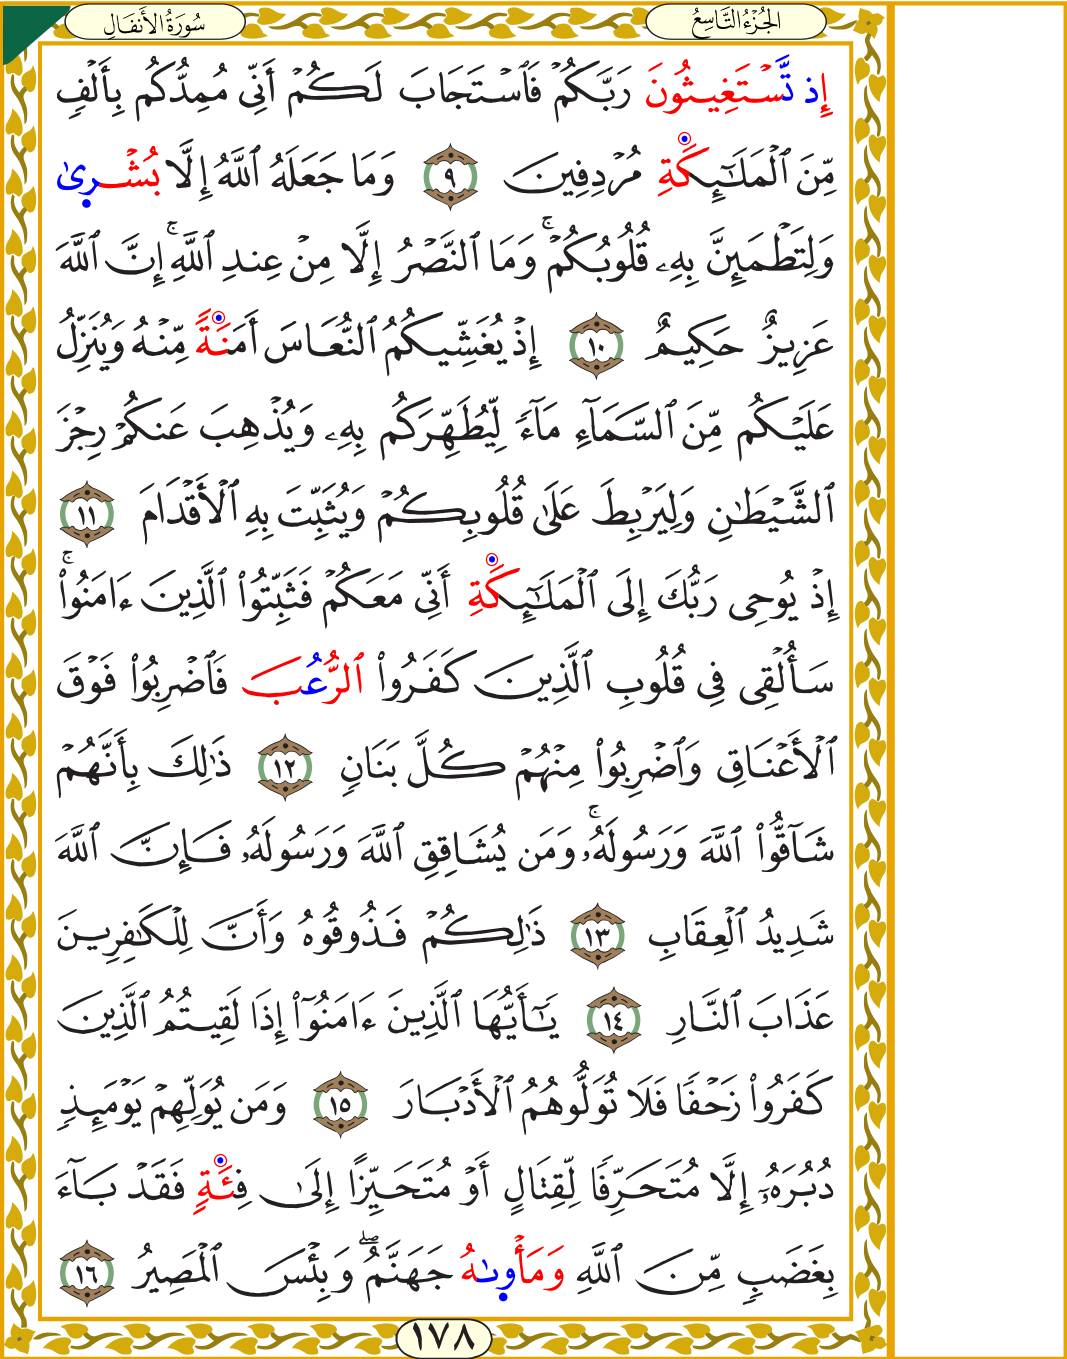 الجُزْءُ التَّاسِعُ
سُورَةُ الأَنفَالِ
إِذ تَّسْتَغِيثُونَ رَبَّكُمْ فَٱسْتَجَابَ لَكُمْ أَنِّي مُمِدُّكُم بِأَلْفٍ
مِّنَ ٱلْمَلَٰٓئِكَةِ مُرْدِفِينَ ٩ وَمَا جَعَلَهُ ٱللَّهُ إِلَّا بُشْرىٰ
وَلِتَطْمَئِنَّ بِهِۦ قُلُوبُكُمْۚ وَمَا ٱلنَّصْرُ إِلَّا مِنْ عِندِ ٱللَّهِۚ إِنَّ ٱللَّهَ
عَزِيزٌ حَكِيمٌ ١٠ إِذْ يُغَشِّيكُمُ ٱلنُّعَاسَ أَمَنَةً مِّنْهُ وَيُنَزِّلُ
عَلَيْكُم مِّنَ ٱلسَّمَآءِ مَآءً لِّيُطَهِّرَكُم بِهِۦ وَيُذْهِبَ عَنكُمْ رِجْزَ
ٱلشَّيْطَٰنِ وَلِيَرْبِطَ عَلَىٰ قُلُوبِكُمْ وَيُثَبِّتَ بِهِ ٱلْأَقْدَامَ ١١
إِذْ يُوحِي رَبُّكَ إِلَى ٱلْمَلَٰٓئِكَةِ أَنِّي مَعَكُمْ فَثَبِّتُوا۟ ٱلَّذِينَ ءَامَنُوا۟ۚ
سَأُلْقِي فِي قُلُوبِ ٱلَّذِينَ كَفَرُوا۟ ٱلرُّعُبَ فَٱضْرِبُوا۟ فَوْقَ
ٱلْأَعْنَاقِ وَٱضْرِبُوا۟ مِنْهُمْ كُلَّ بَنَانٍ ١٢ ذَٰلِكَ بِأَنَّهُمْ
شَآقُّوا۟ ٱللَّهَ وَرَسُولَهُۥۚ وَمَن يُشَاقِقِ ٱللَّهَ وَرَسُولَهُۥ فَإِنَّ ٱللَّهَ
شَدِيدُ ٱلْعِقَابِ ١٣ ذَٰلِكُمْ فَذُوقُوهُ وَأَنَّ لِلْكَٰفِرِينَ
عَذَابَ ٱلنَّارِ ١٤ يَٰٓأَيُّهَا ٱلَّذِينَ ءَامَنُوٓا۟ إِذَا لَقِيتُمُ ٱلَّذِينَ
كَفَرُوا۟ زَحْفًا فَلَا تُوَلُّوهُمُ ٱلْأَدْبَارَ ١٥ وَمَن يُوَلِّهِمْ يَوْمَئِذٍ
دُبُرَهُۥٓ إِلَّا مُتَحَرِّفًا لِّقِتَالٍ أَوْ مُتَحَيِّزًا إِلَىٰ فِئَةٍ فَقَدْ بَآءَ
بِغَضَبٍ مِّنَ ٱللَّهِ وَمَأْوىٰهُ جَهَنَّمُۖ وَبِئْسَ ٱلْمَصِيرُ ١٦
١٧٨